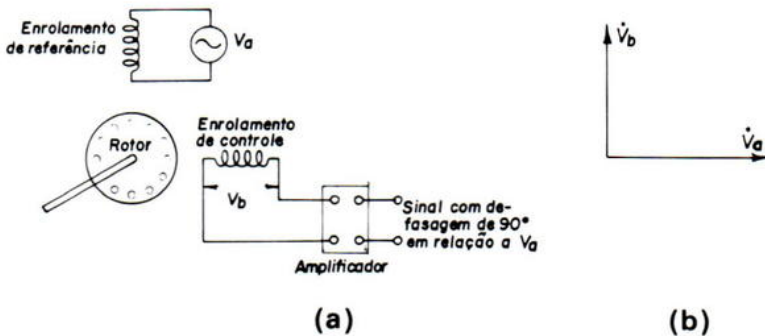 Enrolamento
de referência
Va
Rotor
Enrolamento
de controle
Vb
Sinal com de-
fasagem de 90°
em relação a Va
Amplificador
(a)
V̇b
V̇a
(b)